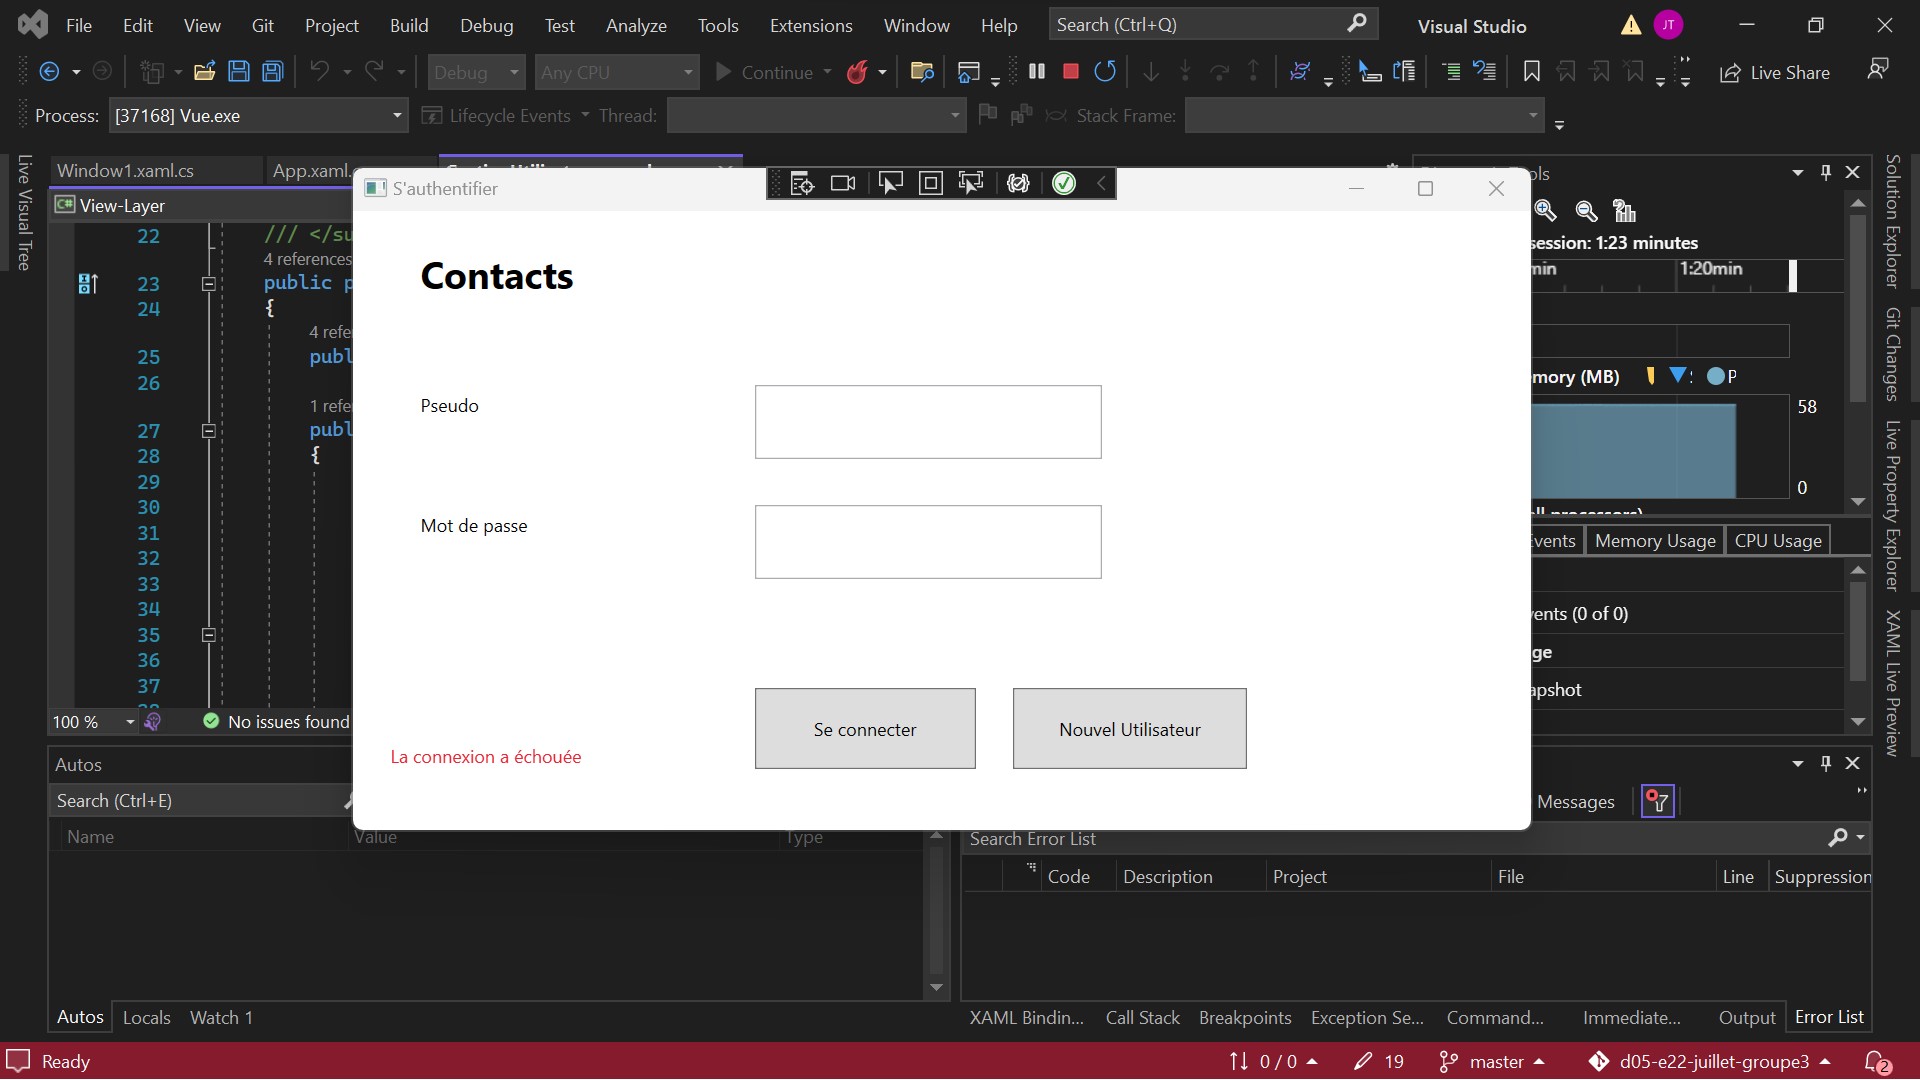 File Edit View Git Project Build Debug Test Analyze Tools Extensions Window Help Search (Ctrl+Q) Visual Studio JT
Debug Any CPU Continue Live Share
Process: [37168] Vue.exe Lifecycle Events Thread: Stack Frame:
Live Visual Tree
Window1.xaml.cs App.xaml.
View-Layer
22 /// </su
4 references
23 public p
24 {
4 refe
25 publ
26
1 refe
27 publ
28 {
29
30
31
32
33
34
35
36
37
100 % No issues found
S'authentifier
Contacts
Pseudo
Mot de passe
Se connecter
Nouvel Utilisateur
La connexion a échouée
ols
session: 1:23 minutes
min 1:20min
mory (MB) P
58
0
vents Memory Usage CPU Usage
vents (0 of 0)
ge
apshot
Solution Explorer
Git Changes
Live Property Explorer
XAML Live Preview
Autos
Search (Ctrl+E)
Name Value Type
Autos Locals Watch 1
Messages
Search Error List
Code Description Project File Line Suppression
XAML Bindin... Call Stack Breakpoints Exception Se... Command... Immediate... Output Error List
Ready 0 / 0 19 master d05-e22-juillet-groupe3 2